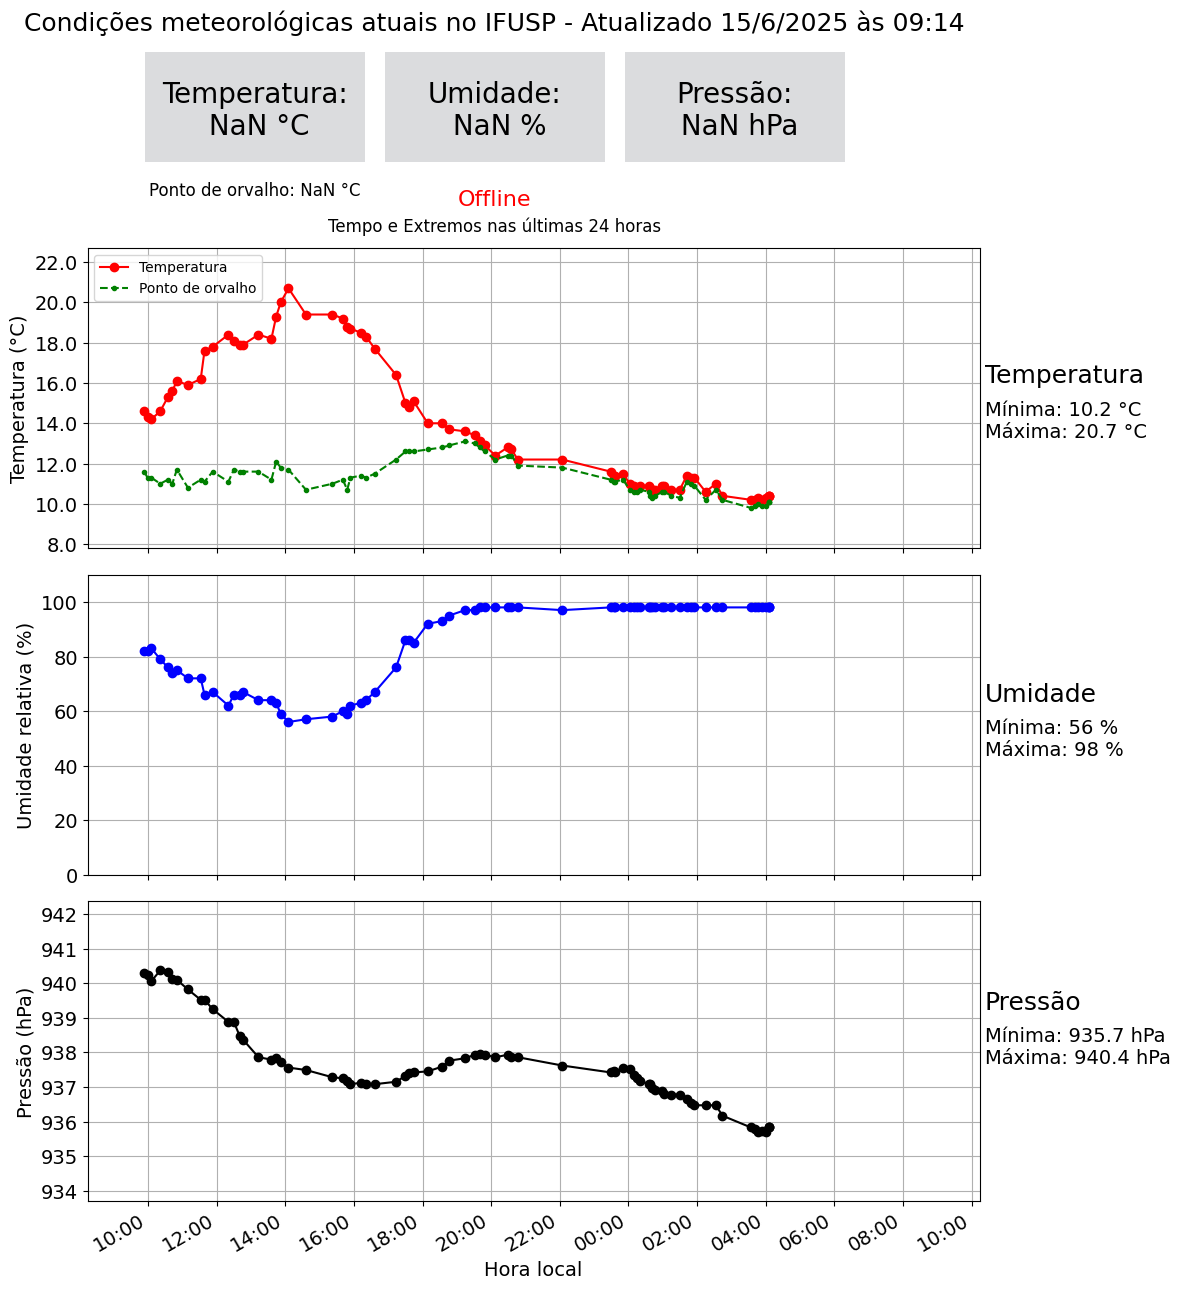 Condições meteorológicas atuais no IFUSP - Atualizado 15/6/2025 às 09:14
Temperatura:
NaN °C
Umidade:
NaN %
Pressão:
NaN hPa
Ponto de orvalho: NaN °C
Offline
Tempo e Extremos nas últimas 24 horas
Temperatura (°C)
22.0
20.0
18.0
16.0
14.0
12.0
10.0
8.0
Temperatura
Ponto de orvalho
Temperatura
Mínima: 10.2 °C
Máxima: 20.7 °C
Umidade relativa (%)
100
80
60
40
20
0
Umidade
Mínima: 56 %
Máxima: 98 %
Pressão (hPa)
942
941
940
939
938
937
936
935
934
Pressão
Mínima: 935.7 hPa
Máxima: 940.4 hPa
10:00 12:00 14:00 16:00 18:00 20:00 22:00 00:00 02:00 04:00 06:00 08:00 10:00
Hora local